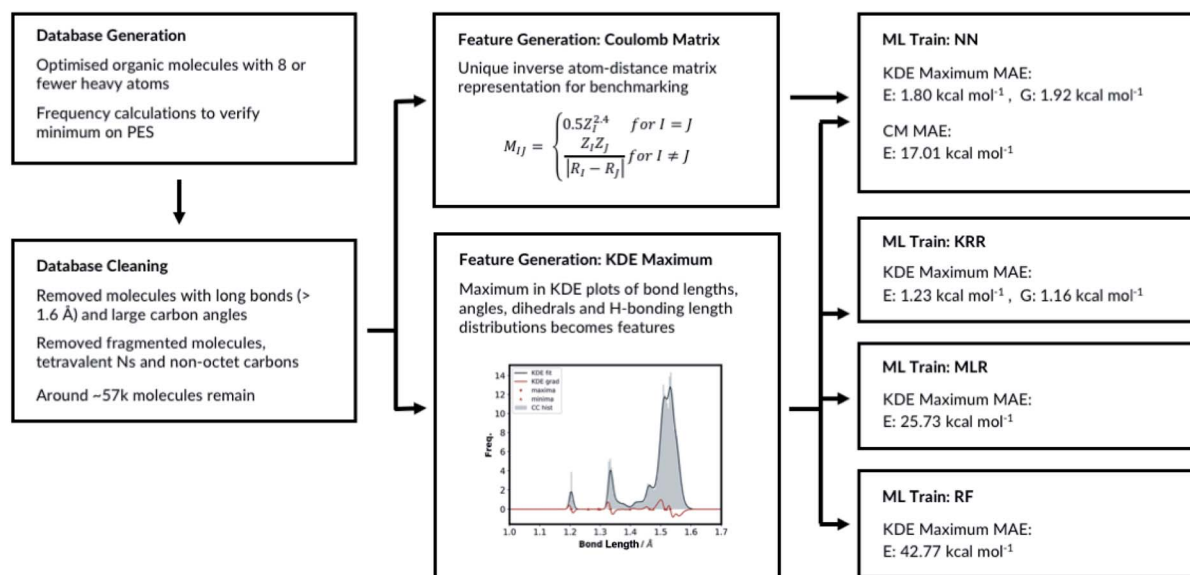 Database Generation
Optimised organic molecules with 8 or
fewer heavy atoms
Frequency calculations to verify
minimum on PES
Database Cleaning
Removed molecules with long bonds (>
1.6 Å) and large carbon angles
Removed fragmented molecules,
tetravalent Ns and non-octet carbons
Around ~57k molecules remain
Feature Generation: Coulomb Matrix
Unique inverse atom-distance matrix
representation for benchmarking
M_{IJ} = { 0.5Z_I^{2.4} for I = J
Z_I Z_J / |R_I − R_J| for I ≠ J
Feature Generation: KDE Maximum
Maximum in KDE plots of bond lengths,
angles, dihedrals and H-bonding length
distributions becomes features
KDE fit
KDE grad
maxima
minima
CC hist
14
12
10
8
6
4
2
0
Freq.
1.0 1.1 1.2 1.3 1.4 1.5 1.6 1.7
Bond Length / Å
ML Train: NN
KDE Maximum MAE:
E: 1.80 kcal mol⁻¹ , G: 1.92 kcal mol⁻¹
CM MAE:
E: 17.01 kcal mol⁻¹
ML Train: KRR
KDE Maximum MAE:
E: 1.23 kcal mol⁻¹ , G: 1.16 kcal mol⁻¹
ML Train: MLR
KDE Maximum MAE:
E: 25.73 kcal mol⁻¹
ML Train: RF
KDE Maximum MAE:
E: 42.77 kcal mol⁻¹